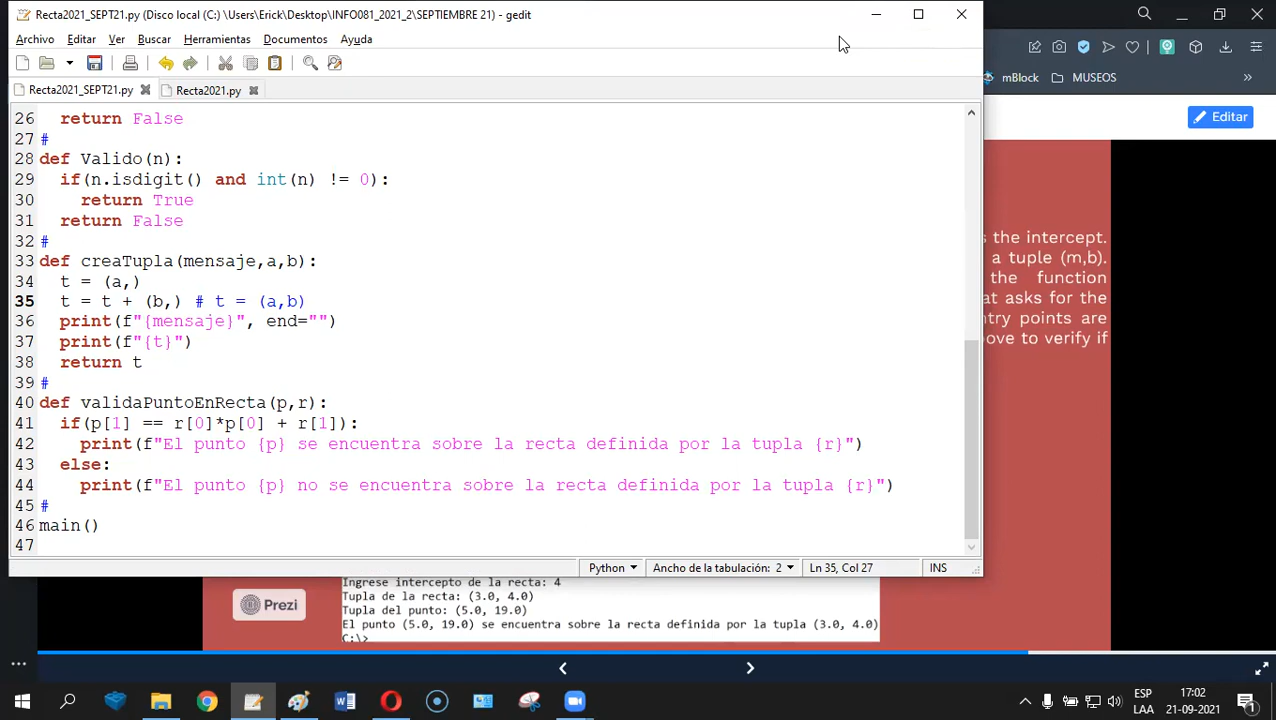 Recta2021_SEPT21.py (Disco local (C:) \Users\Erick\Desktop\INFO081_2021_2\SEPTIEMBRE 21) - gedit
Archivo Editar Ver Buscar Herramientas Documentos Ayuda
Recta2021_SEPT21.py Recta2021.py
mBlock MUSEOS »
Editar
26 return False
27 #
28 def Valido(n):
29 if(n.isdigit() and int(n) != 0):
30 return True
31 return False
32 #
33 def creaTupla(mensaje,a,b):
34 t = (a,)
35 t = t + (b,) # t = (a,b)
36 print(f"{mensaje}", end="")
37 print(f"{t}")
38 return t
39 #
40 def validaPuntoEnRecta(p,r):
41 if(p[1] == r[0]*p[0] + r[1]):
42 print(f"El punto {p} se encuentra sobre la recta definida por la tupla {r}")
43 else:
44 print(f"El punto {p} no se encuentra sobre la recta definida por la tupla {r}")
45 #
46 main()
47
s the intercept.
a tuple (m,b).
the function
at asks for the
ntry points are
ove to verify if
Python Ancho de la tabulación: 2 Ln 35, Col 27 INS
Prezi
Ingrese intercepto de la recta: 4
Tupla de la recta: (3.0, 4.0)
Tupla del punto: (5.0, 19.0)
El punto (5.0, 19.0) se encuentra sobre la recta definida por la tupla (3.0, 4.0)
C:\>
ESP
LAA
17:02
21-09-2021
1